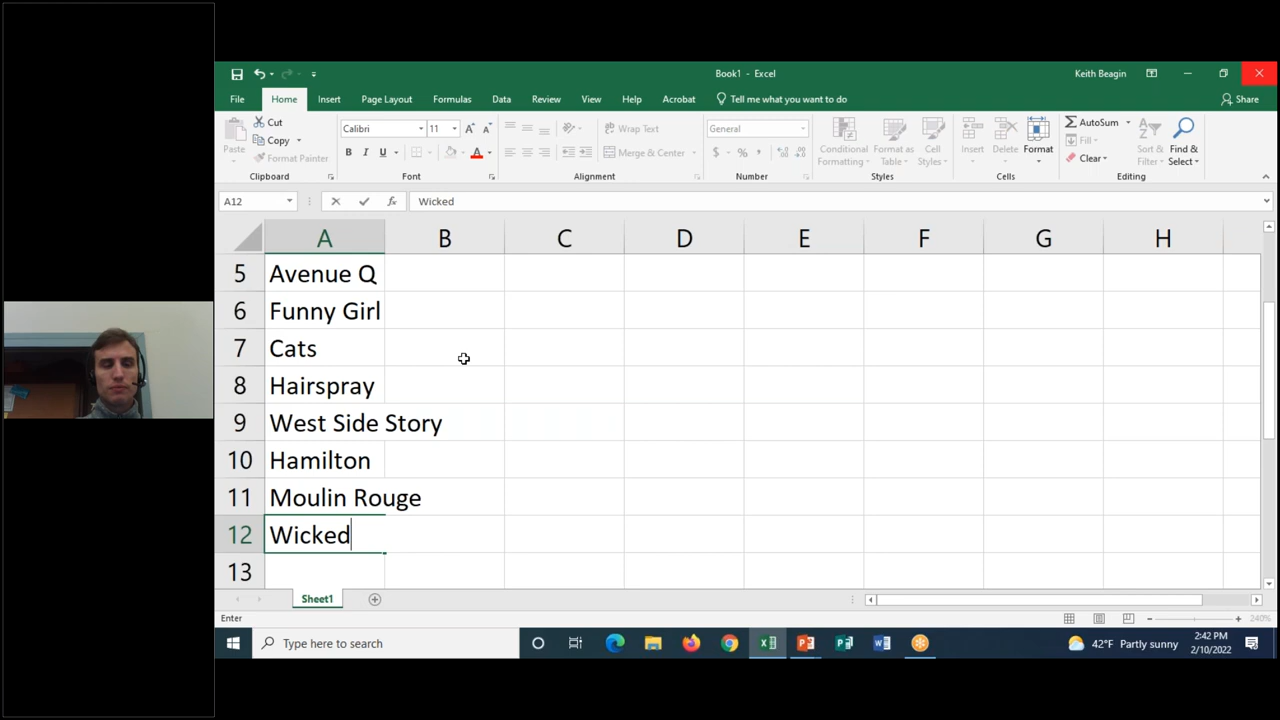 Book1 - Excel
Keith Beagin
File Home Insert Page Layout Formulas Data Review View Help Acrobat Tell me what you want to do Share
Paste
Cut
Copy
Format Painter
Clipboard
Calibri 11
B I U
Font
Wrap Text
Merge & Center
Alignment
General
$ % ,
Number
Conditional Formatting
Format as Table
Cell Styles
Styles
Insert Delete Format
Cells
AutoSum
Fill
Clear
Sort & Filter
Find & Select
Editing
A12 fx Wicked
A B C D E F G H
5 Avenue Q
6 Funny Girl
7 Cats
8 Hairspray
9 West Side Story
10 Hamilton
11 Moulin Rouge
12 Wicked
13
Sheet1
Enter 240%
Type here to search
42°F Partly sunny
2:42 PM
2/10/2022